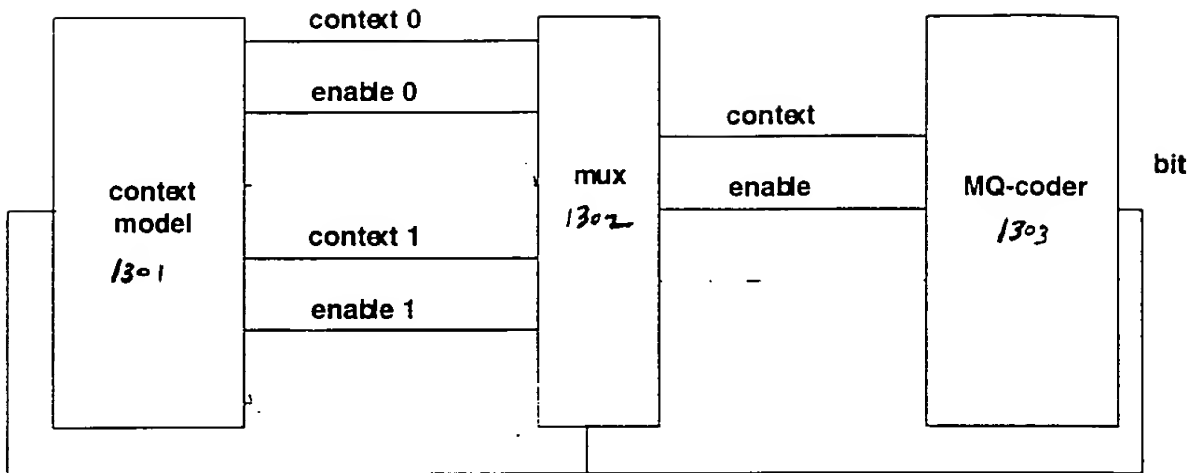 context 0
enable 0
context
model
1301
context 1
enable 1
mux
1302
context
enable
MQ-coder
1303
bit